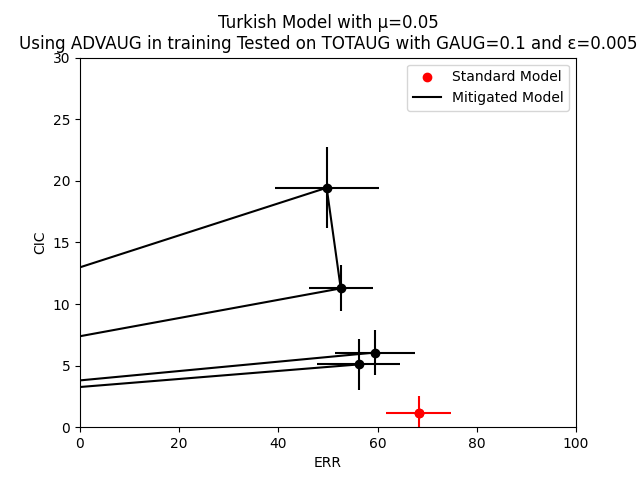 Turkish Model with μ=0.05
Using ADVAUG in training Tested on TOTAUG with GAUG=0.1 and ε=0.005
Standard Model
Mitigated Model
30
25
20
15
10
5
0
CIC
0 20 40 60 80 100
ERR